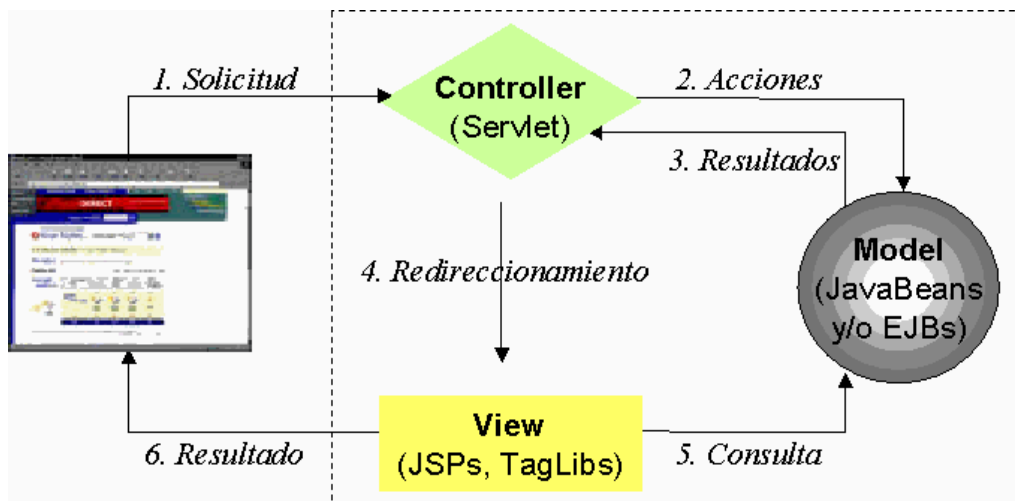 1. Solicitud
Controller
(Servlet)
2. Acciones
3. Resultados
DIRECT
4. Redireccionamiento
Model
(JavaBeans
y/o EJBs)
View
(JSPs, TagLibs)
5. Consulta
6. Resultado